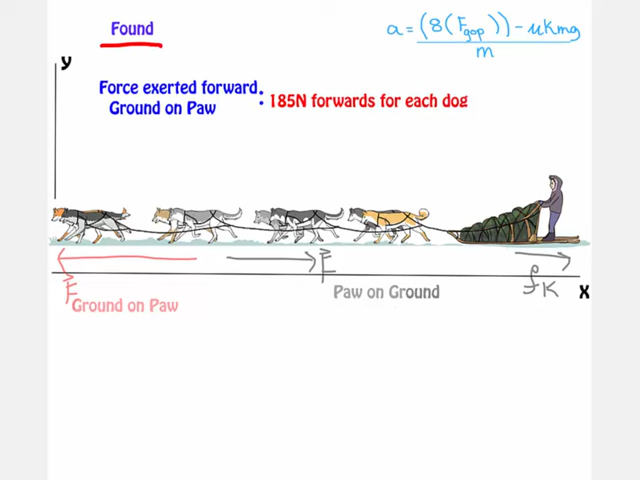 Found
a = (8(Fgop)) - ukmg
m
y
Force exerted forward
Ground on Paw
: 185N forwards for each dog
F
Ground on Paw
F
Paw on Ground
fK
X